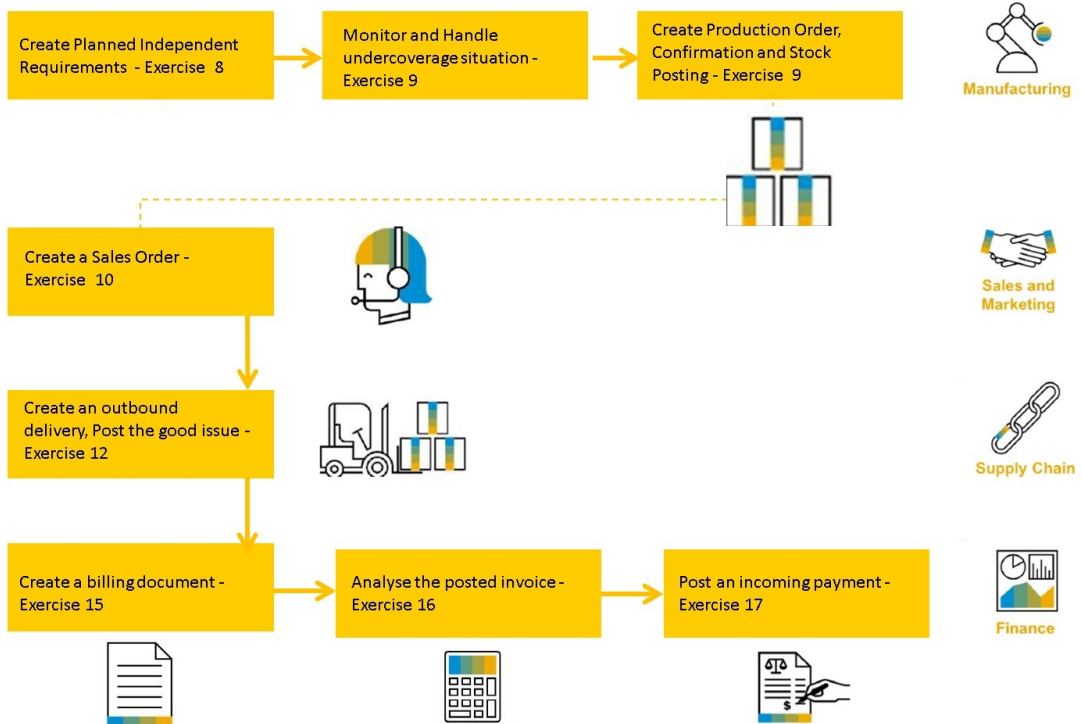 Create Planned Independent
Requirements - Exercise 8
Monitor and Handle
undercoverage situation -
Exercise 9
Create Production Order,
Confirmation and Stock
Posting - Exercise 9
Manufacturing
Create a Sales Order -
Exercise 10
Sales and
Marketing
Create an outbound
delivery, Post the good issue -
Exercise 12
Supply Chain
Create a billing document -
Exercise 15
Analyse the posted invoice -
Exercise 16
Post an incoming payment -
Exercise 17
Finance
$